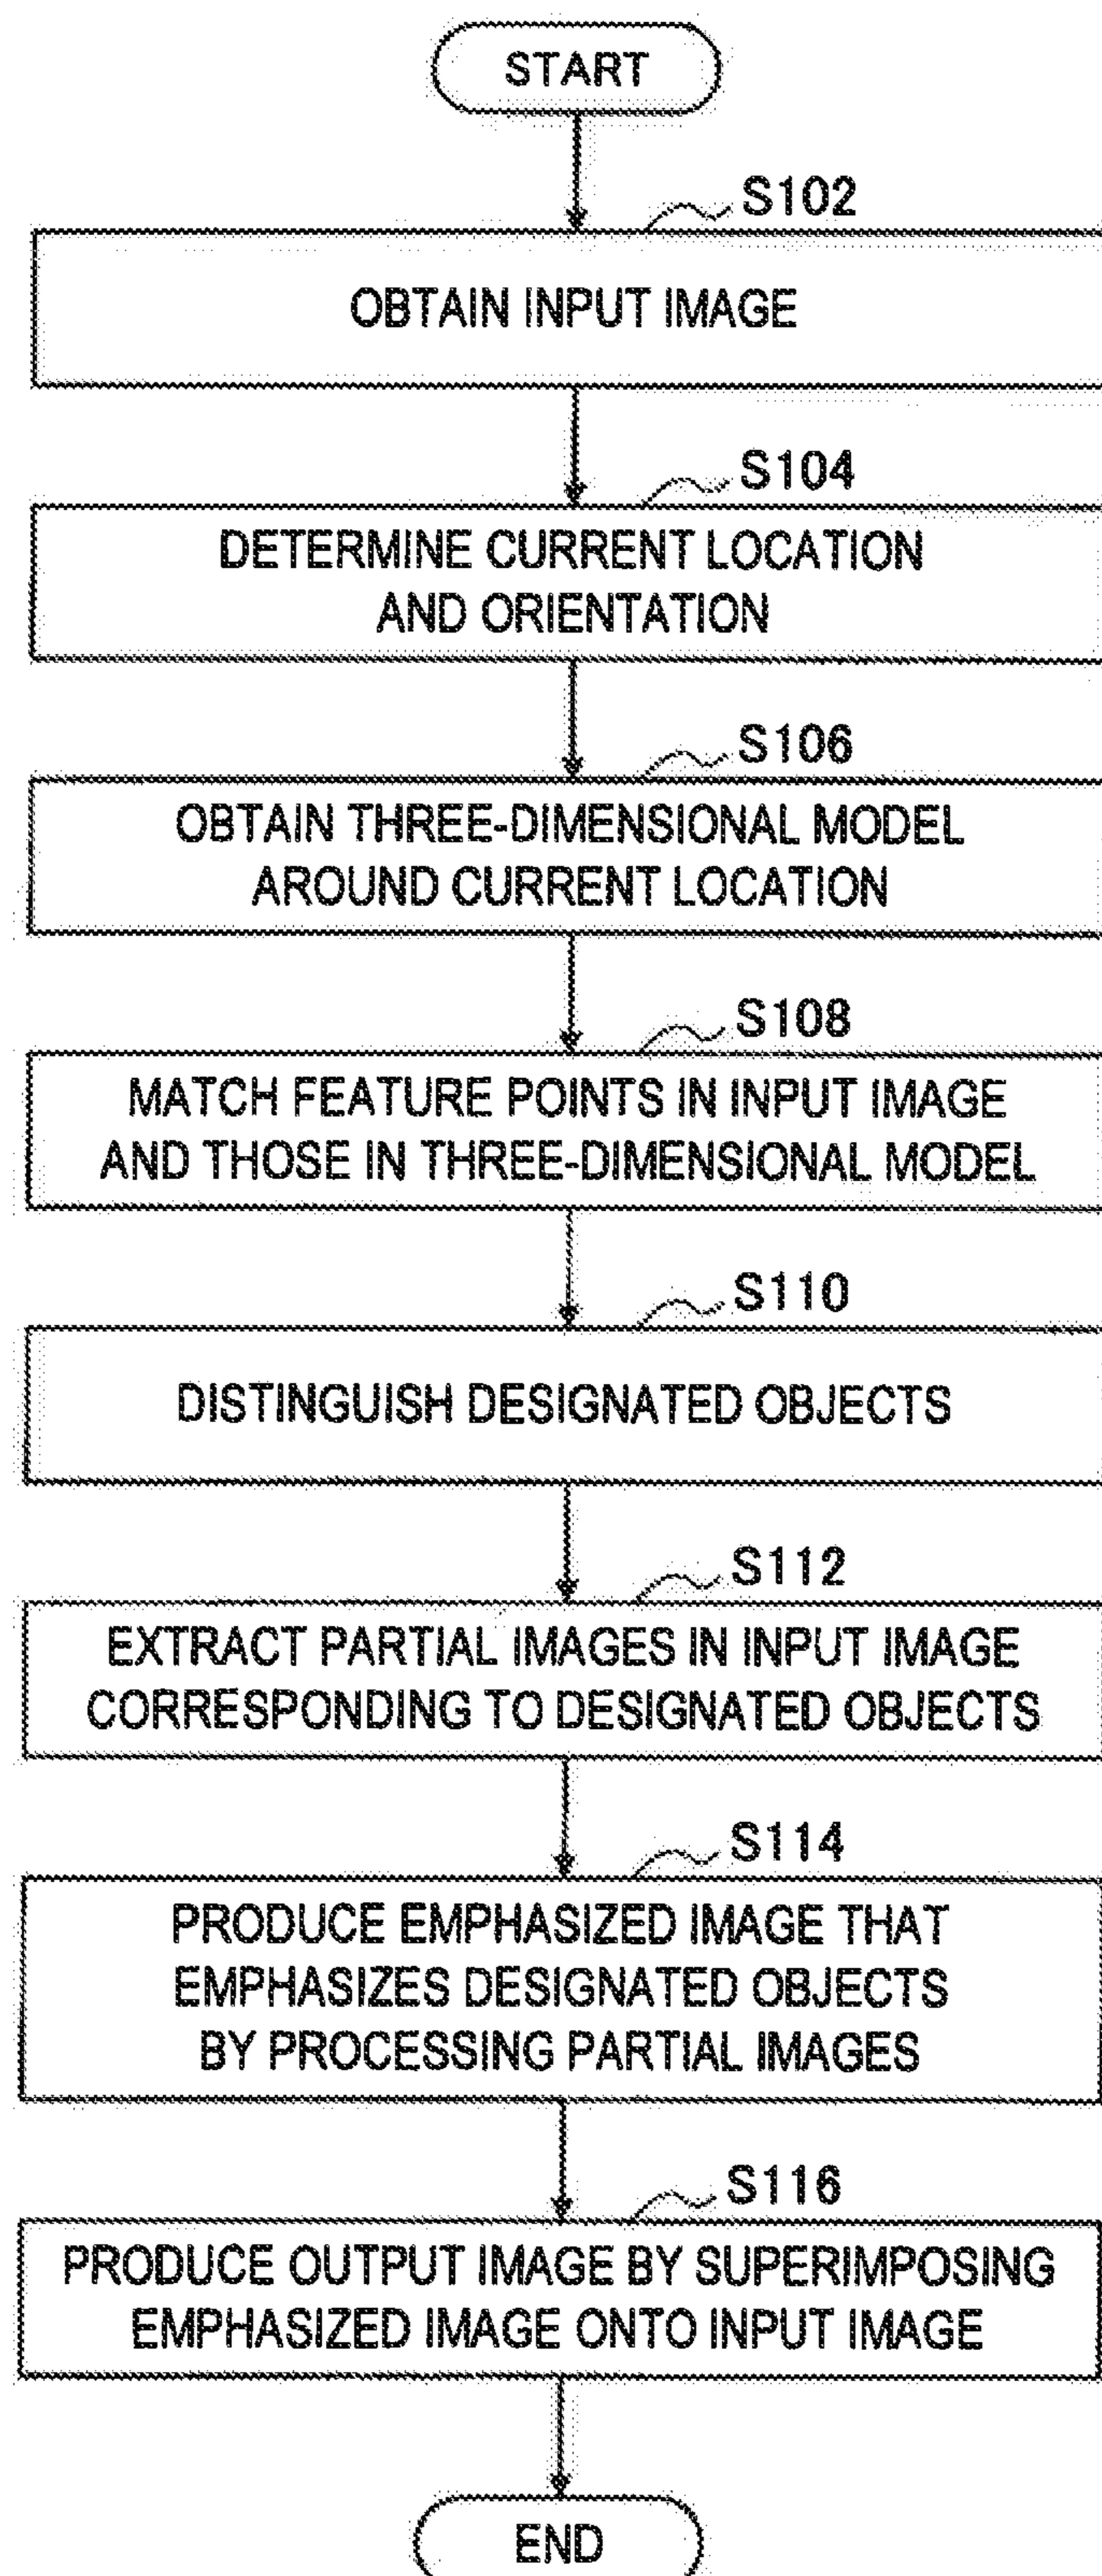 START
S102
OBTAIN INPUT IMAGE
S104
DETERMINE CURRENT LOCATION
AND ORIENTATION
S106
OBTAIN THREE-DIMENSIONAL MODEL
AROUND CURRENT LOCATION
S108
MATCH FEATURE POINTS IN INPUT IMAGE
AND THOSE IN THREE-DIMENSIONAL MODEL
S110
DISTINGUISH DESIGNATED OBJECTS
S112
EXTRACT PARTIAL IMAGES IN INPUT IMAGE
CORRESPONDING TO DESIGNATED OBJECTS
S114
PRODUCE EMPHASIZED IMAGE THAT
EMPHASIZES DESIGNATED OBJECTS
BY PROCESSING PARTIAL IMAGES
S116
PRODUCE OUTPUT IMAGE BY SUPERIMPOSING
EMPHASIZED IMAGE ONTO INPUT IMAGE
END